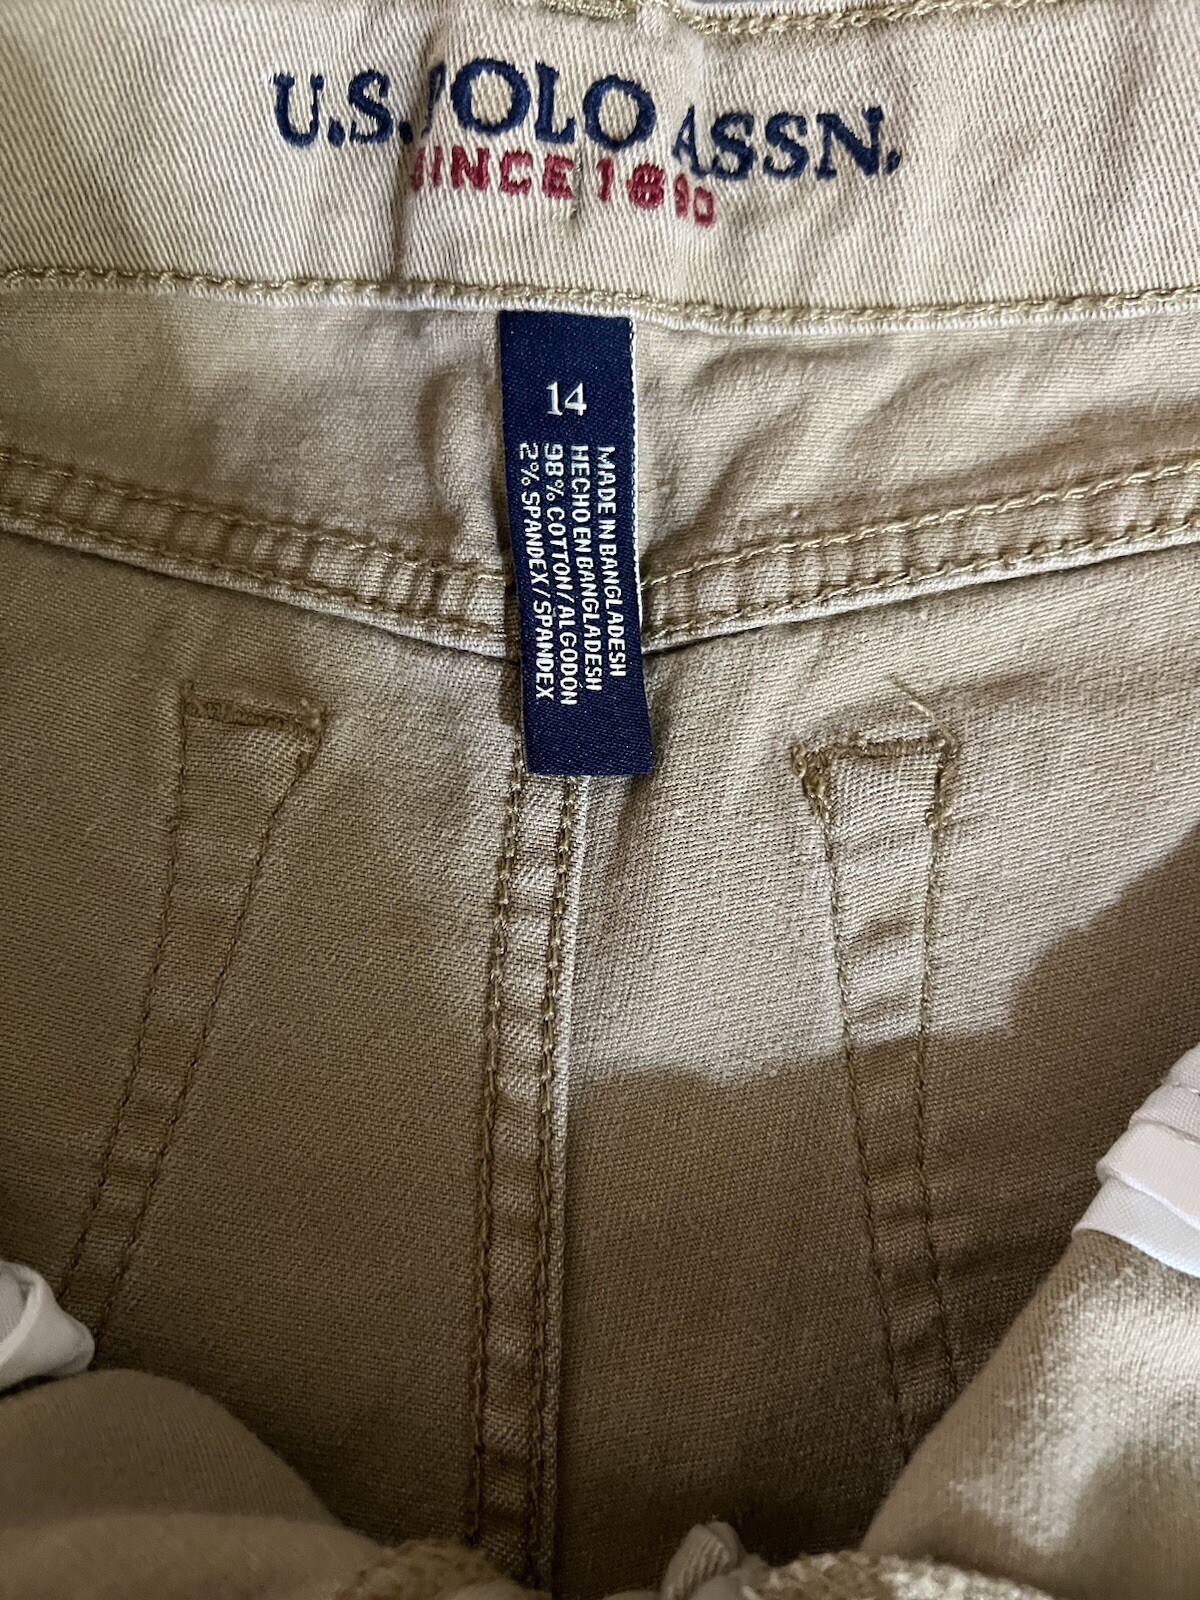 U.S. POLO ASSN.
SINCE 1890
14
MADE IN BANGLADESH
HECHO EN BANGLADESH
98% COTTON/ALGODÓN
2% SPANDEX/SPANDEX